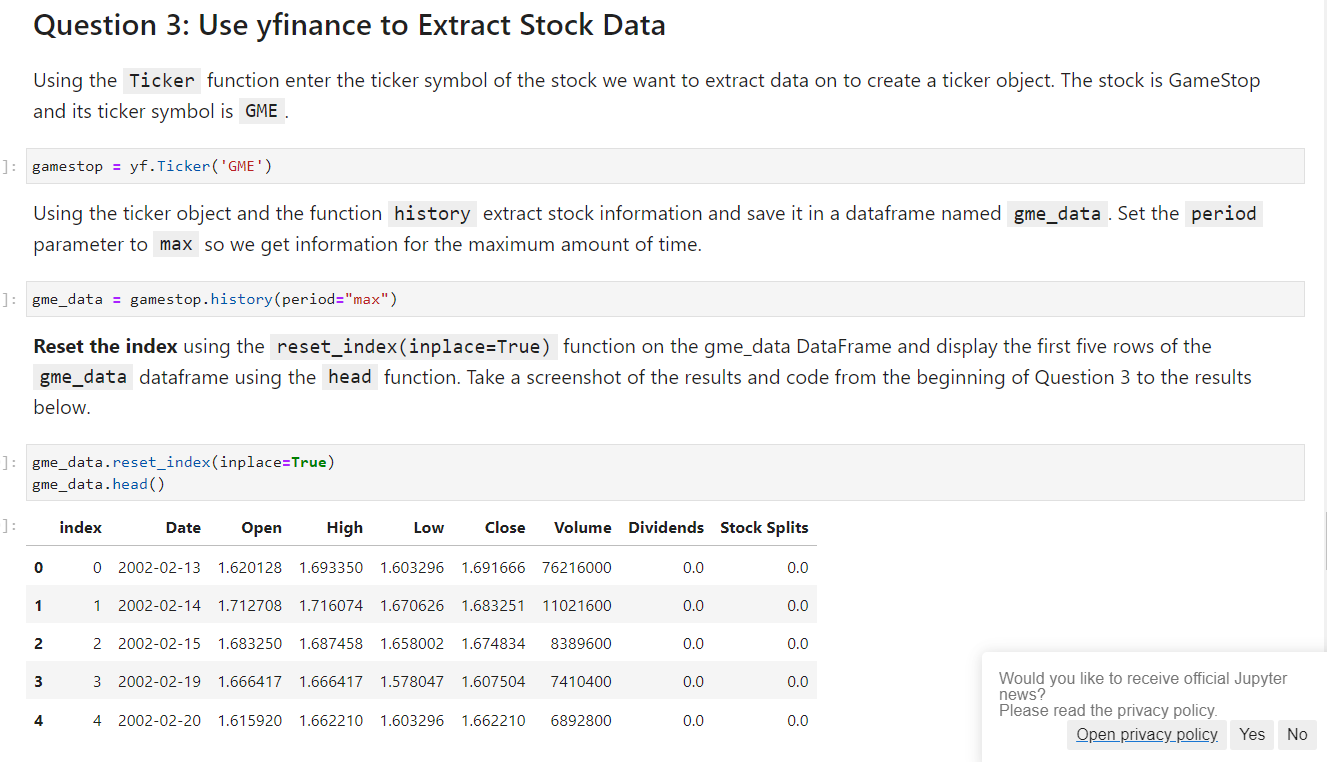 Question 3: Use yfinance to Extract Stock Data
Using the Ticker function enter the ticker symbol of the stock we want to extract data on to create a ticker object. The stock is GameStop
and its ticker symbol is GME .
]: gamestop = yf.Ticker('GME')
Using the ticker object and the function history extract stock information and save it in a dataframe named gme_data . Set the period
parameter to max so we get information for the maximum amount of time.
]: gme_data = gamestop.history(period="max")
Reset the index using the reset_index(inplace=True) function on the gme_data DataFrame and display the first five rows of the
gme_data dataframe using the head function. Take a screenshot of the results and code from the beginning of Question 3 to the results
below.
]: gme_data.reset_index(inplace=True)
gme_data.head()
]: index Date Open High Low Close Volume Dividends Stock Splits
0 0 2002-02-13 1.620128 1.693350 1.603296 1.691666 76216000 0.0 0.0
1 1 2002-02-14 1.712708 1.716074 1.670626 1.683251 11021600 0.0 0.0
2 2 2002-02-15 1.683250 1.687458 1.658002 1.674834 8389600 0.0 0.0
3 3 2002-02-19 1.666417 1.666417 1.578047 1.607504 7410400 0.0 0.0
4 4 2002-02-20 1.615920 1.662210 1.603296 1.662210 6892800 0.0 0.0
Would you like to receive official Jupyter
news?
Please read the privacy policy.
Open privacy policy Yes No